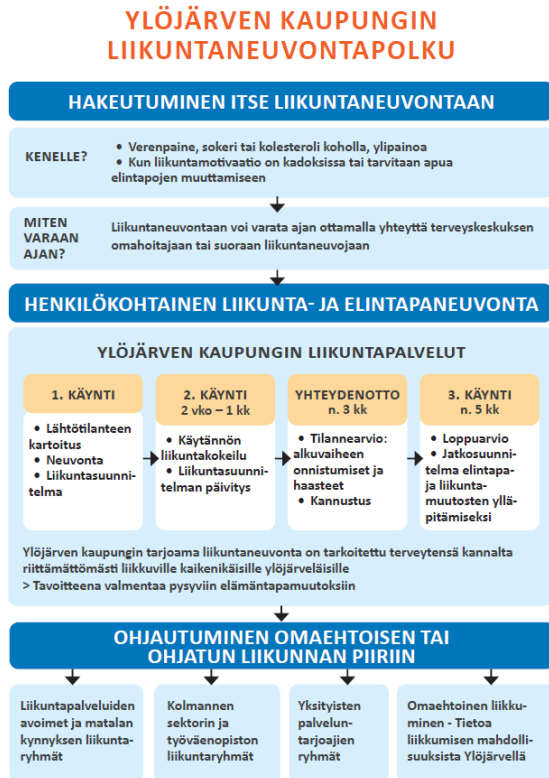 YLÖJÄRVEN KAUPUNGIN
LIIKUNTANEUVONTAPOLKU
HAKEUTUMINEN ITSE LIIKUNTANEUVONTAAN
KENELLE?
• Verenpaine, sokeri tai kolesteroli koholla, ylipainoa
• Kun liikuntamotivaatio on kadoksissa tai tarvitaan apua
elintapojen muuttamiseen
MITEN
VARAAN
AJAN?
Liikuntaneuvontaan voi varata ajan ottamalla yhteyttä terveyskeskuksen
omahoitajaan tai suoraan liikuntaneuvojaan
HENKILÖKOHTAINEN LIIKUNTA- JA ELINTAPANEUVONTA
YLÖJÄRVEN KAUPUNGIN LIIKUNTAPALVELUT
1. KÄYNTI
• Lähtötilanteen
kartoitus
• Neuvonta
• Liikuntasuunni-
telma
2. KÄYNTI
2 vko – 1 kk
• Käytännön
liikuntakokeilu
• Liikuntasuunni-
telman päivitys
YHTEYDENOTTO
n. 3 kk
• Tilannearvio:
alkuvaiheen
onnistumiset ja
haasteet
• Kannustus
3. KÄYNTI
n. 5 kk
• Loppuarvio
• Jatkosuunni-
telma elintapa-
ja liikunta-
muutosten yllä-
pitämiseksi
Ylöjärven kaupungin tarjoama liikuntaneuvonta on tarkoitettu terveytensä kannalta
riittämättömästi liikkuville kaikenikäisille ylöjärveläisille
> Tavoitteena valmentaa pysyviin elämäntapamuutoksiin
OHJAUTUMINEN OMAEHTOISEN TAI
OHJATUN LIIKUNNAN PIIRIIN
Liikuntapalveluiden
avoimet ja matalan
kynnyksen liikunta-
ryhmät
Kolmannen
sektorin ja
työväenopiston
liikuntaryhmät
Yksityisten
palvelun-
tarjoajien
ryhmät
Omaehtoinen liikku-
minen - Tietoa
liikkumisen mahdolli-
suuksista Ylöjärvellä